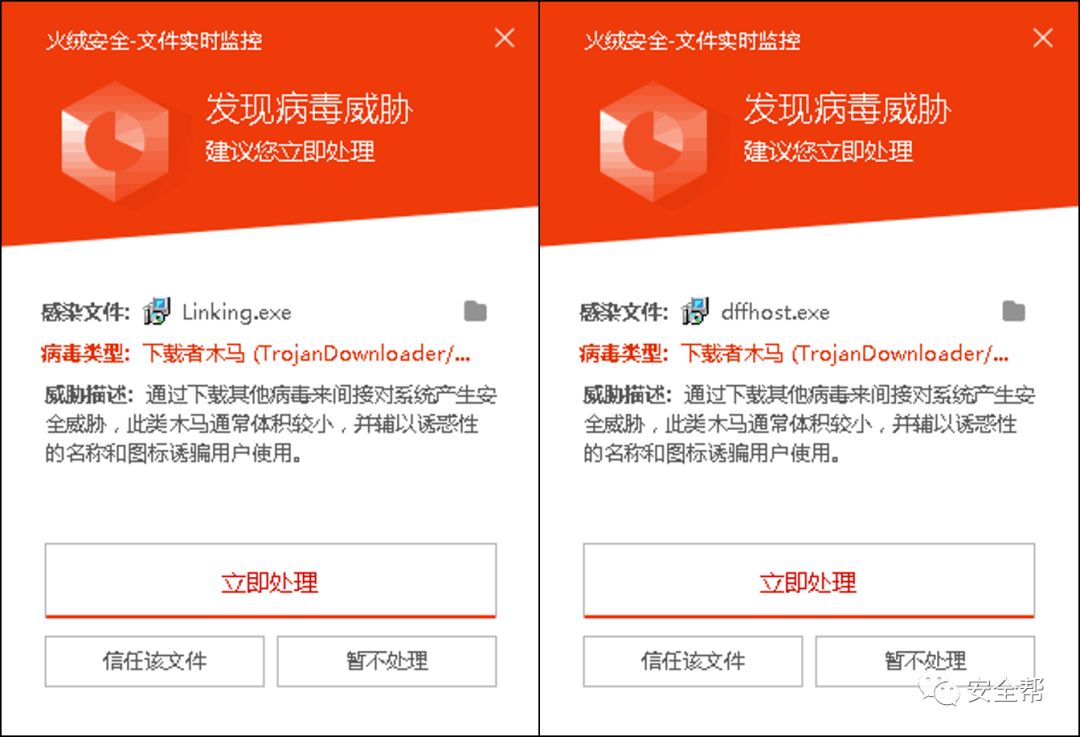 火绒安全-文件实时监控
发现病毒威胁
建议您立即处理
感染文件: Linking.exe
病毒类型: 下载者木马 (TrojanDownloader/...
威胁描述: 通过下载其他病毒来间接对系统产生安
全威胁，此类木马通常体积较小，并辅以诱惑性
的名称和图标诱骗用户使用。
立即处理
信任该文件
暂不处理
火绒安全-文件实时监控
发现病毒威胁
建议您立即处理
感染文件: dffhost.exe
病毒类型: 下载者木马 (TrojanDownloader/...
威胁描述: 通过下载其他病毒来间接对系统产生安
全威胁，此类木马通常体积较小，并辅以诱惑性
的名称和图标诱骗用户使用。
立即处理
信任该文件
暂不处理
安全帮